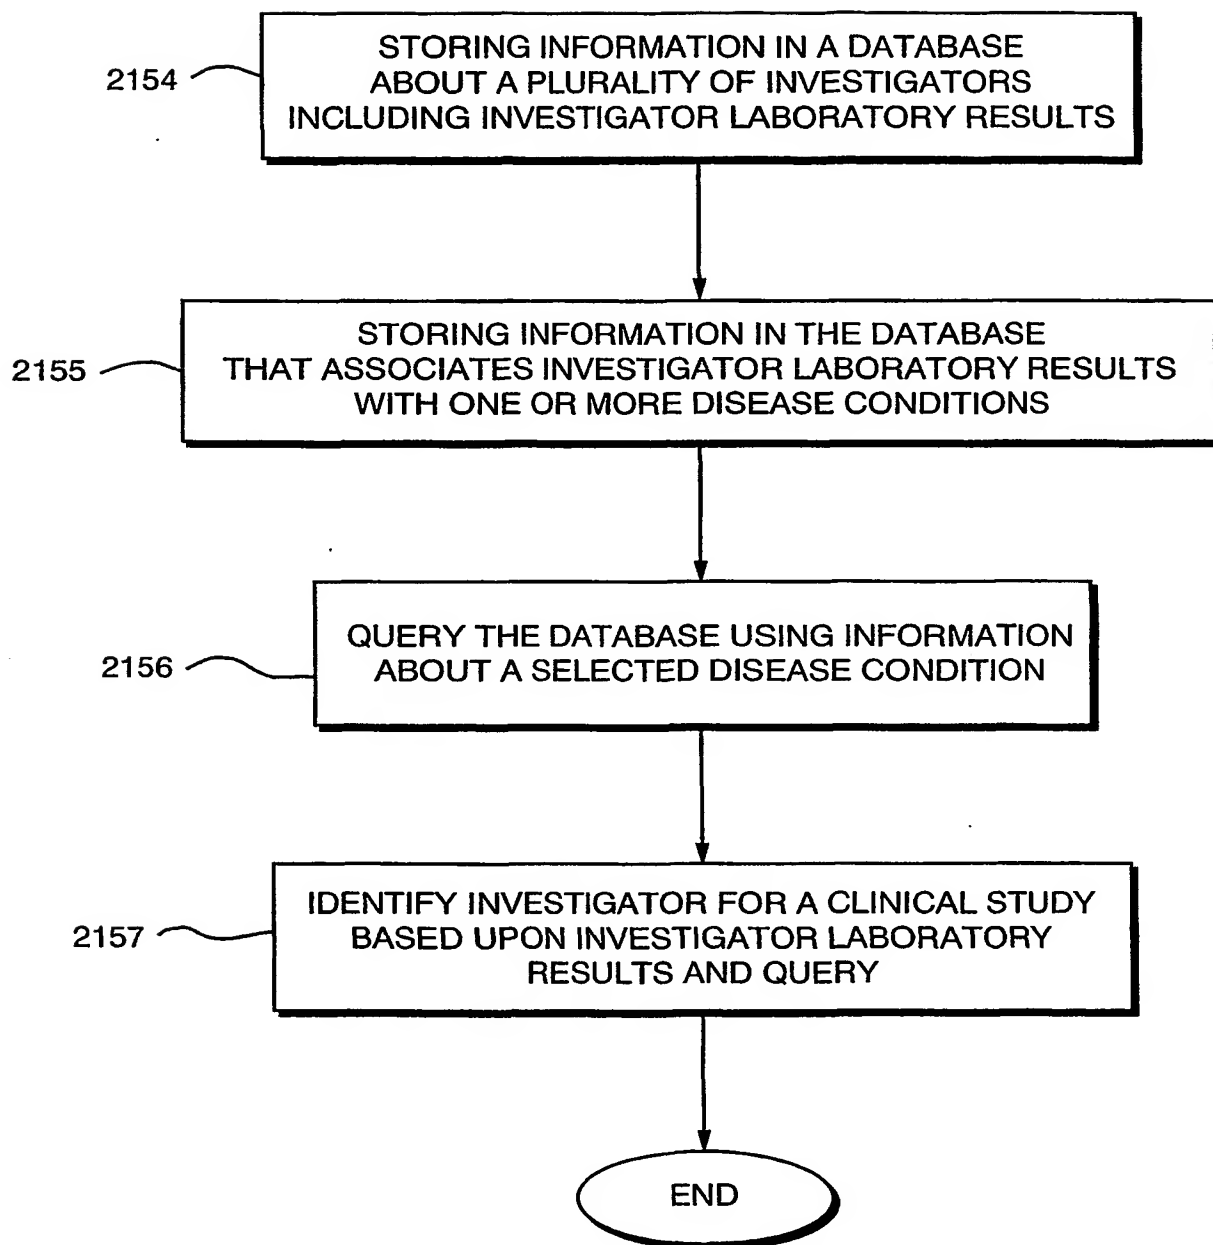 STORING INFORMATION IN A DATABASE
2154
ABOUT A PLURALITY OF INVESTIGATORS
INCLUDING INVESTIGATOR LABORATORY RESULTS
STORING INFORMATION IN THE DATABASE
2155
THAT ASSOCIATES INVESTIGATOR LABORATORY RESULTS
WITH ONE OR MORE DISEASE CONDITIONS
QUERY THE DATABASE USING INFORMATION
2156
ABOUT A SELECTED DISEASE CONDITION
IDENTIFY INVESTIGATOR FOR A CLINICAL STUDY
2157
BASED UPON INVESTIGATOR LABORATORY
RESULTS AND QUERY
END